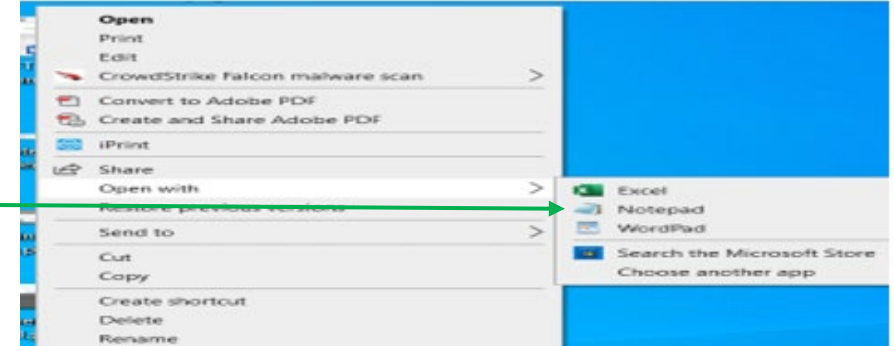 Open
Print
Edit
CrowdStrike Falcon malware scan
Convert to Adobe PDF
Create and Share Adobe PDF
iPrint
Share
Open with
Restore previous versions
Send to
Cut
Copy
Create shortcut
Delete
Rename
Excel
Notepad
WordPad
Search the Microsoft Store
Choose another app